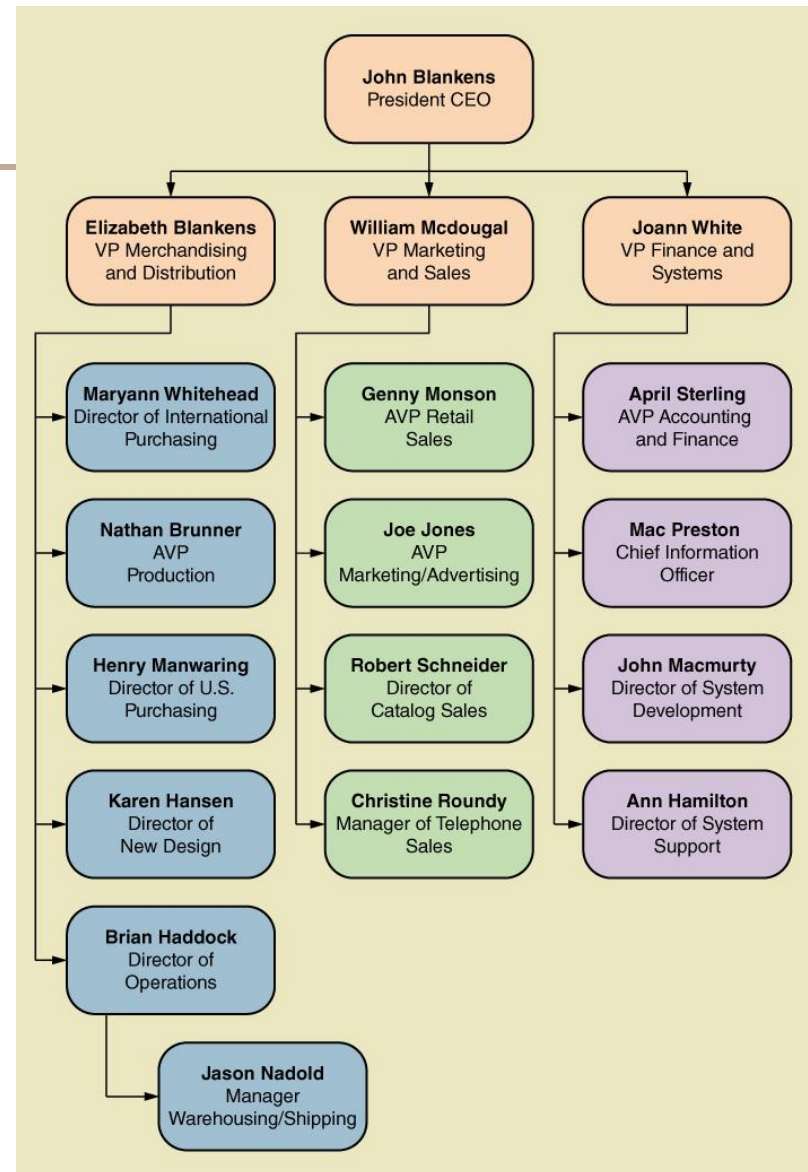 John Blankens
President CEO
Elizabeth Blankens
VP Merchandising
and Distribution
William Mcdougal
VP Marketing
and Sales
Joann White
VP Finance and
Systems
Maryann Whitehead
Director of International
Purchasing
Nathan Brunner
AVP
Production
Henry Manwaring
Director of U.S.
Purchasing
Karen Hansen
Director of
New Design
Brian Haddock
Director of
Operations
Jason Nadold
Manager
Warehousing/Shipping
Genny Monson
AVP Retail
Sales
Joe Jones
AVP
Marketing/Advertising
Robert Schneider
Director of
Catalog Sales
Christine Roundy
Manager of Telephone
Sales
April Sterling
AVP Accounting
and Finance
Mac Preston
Chief Information
Officer
John Macmurty
Director of System
Development
Ann Hamilton
Director of System
Support